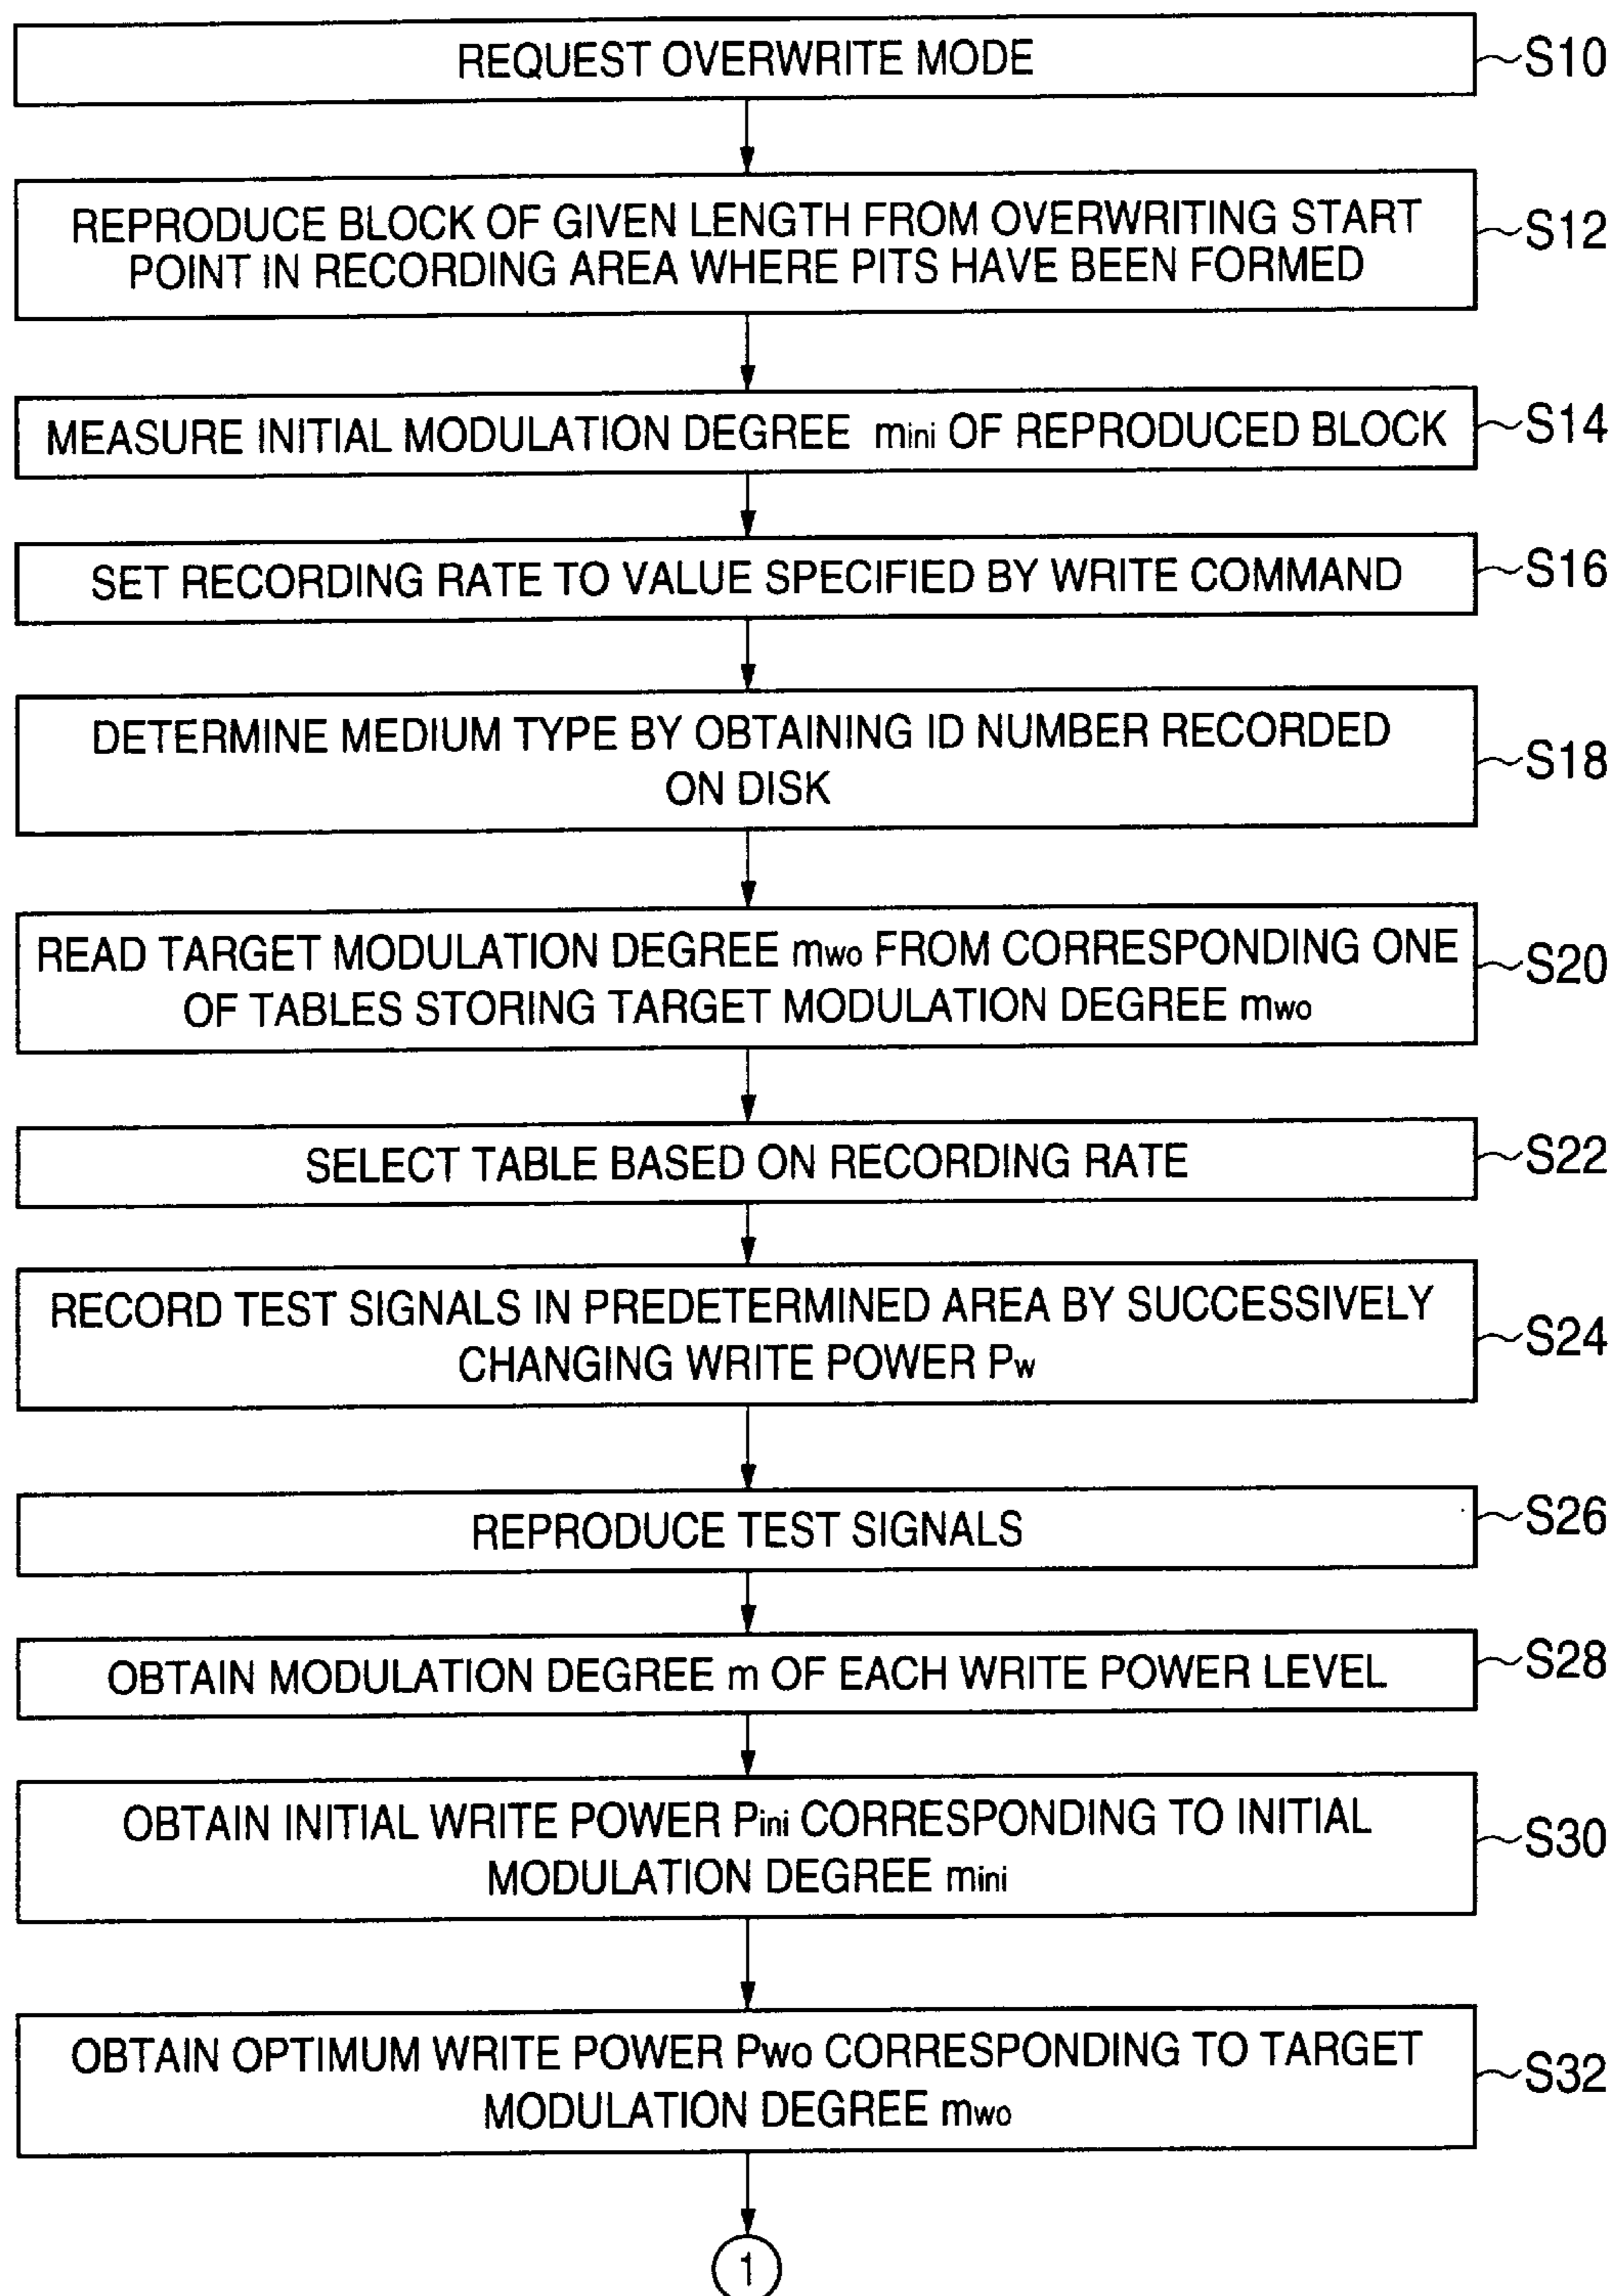 REQUEST OVERWRITE MODE
S10
REPRODUCE BLOCK OF GIVEN LENGTH FROM OVERWRITING START
POINT IN RECORDING AREA WHERE PITS HAVE BEEN FORMED
S12
MEASURE INITIAL MODULATION DEGREE mini OF REPRODUCED BLOCK
S14
SET RECORDING RATE TO VALUE SPECIFIED BY WRITE COMMAND
S16
DETERMINE MEDIUM TYPE BY OBTAINING ID NUMBER RECORDED
ON DISK
S18
READ TARGET MODULATION DEGREE mwo FROM CORRESPONDING ONE
OF TABLES STORING TARGET MODULATION DEGREE mwo
S20
SELECT TABLE BASED ON RECORDING RATE
S22
RECORD TEST SIGNALS IN PREDETERMINED AREA BY SUCCESSIVELY
CHANGING WRITE POWER Pw
S24
REPRODUCE TEST SIGNALS
S26
OBTAIN MODULATION DEGREE m OF EACH WRITE POWER LEVEL
S28
OBTAIN INITIAL WRITE POWER Pini CORRESPONDING TO INITIAL
MODULATION DEGREE mini
S30
OBTAIN OPTIMUM WRITE POWER Pwo CORRESPONDING TO TARGET
MODULATION DEGREE mwo
S32
1